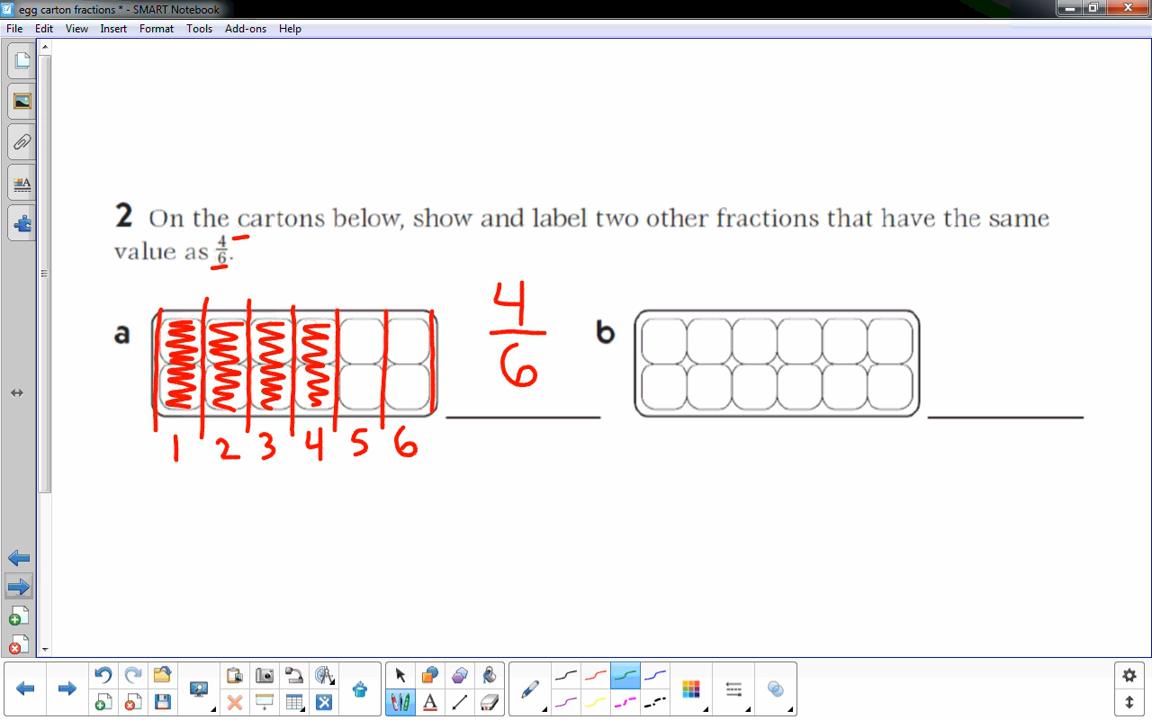 egg carton fractions * - SMART Notebook
File Edit View Insert Format Tools Add-ons Help
2 On the cartons below, show and label two other fractions that have the same
value as 4/6.
a
4/6
b
1 2 3 4 5 6